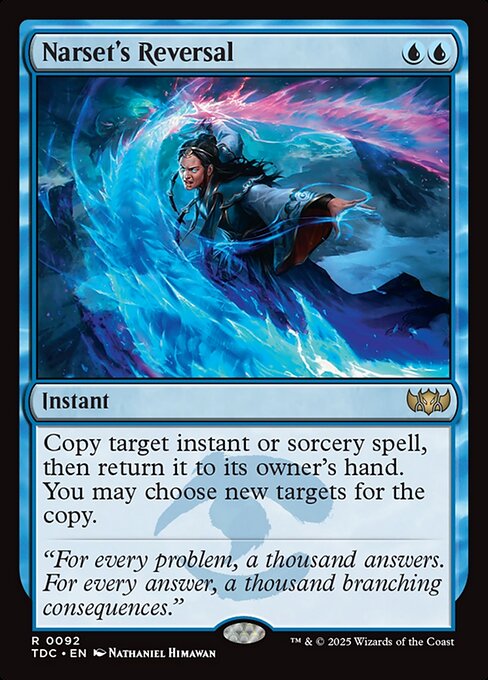 Narset's Reversal
Instant
Copy target instant or sorcery spell,
then return it to its owner's hand.
You may choose new targets for the
copy.
“For every problem, a thousand answers.
For every answer, a thousand branching
consequences.”
R 0092
TDC • EN NATHANIEL HIMAWAN
™ & © 2025 Wizards of the Coast